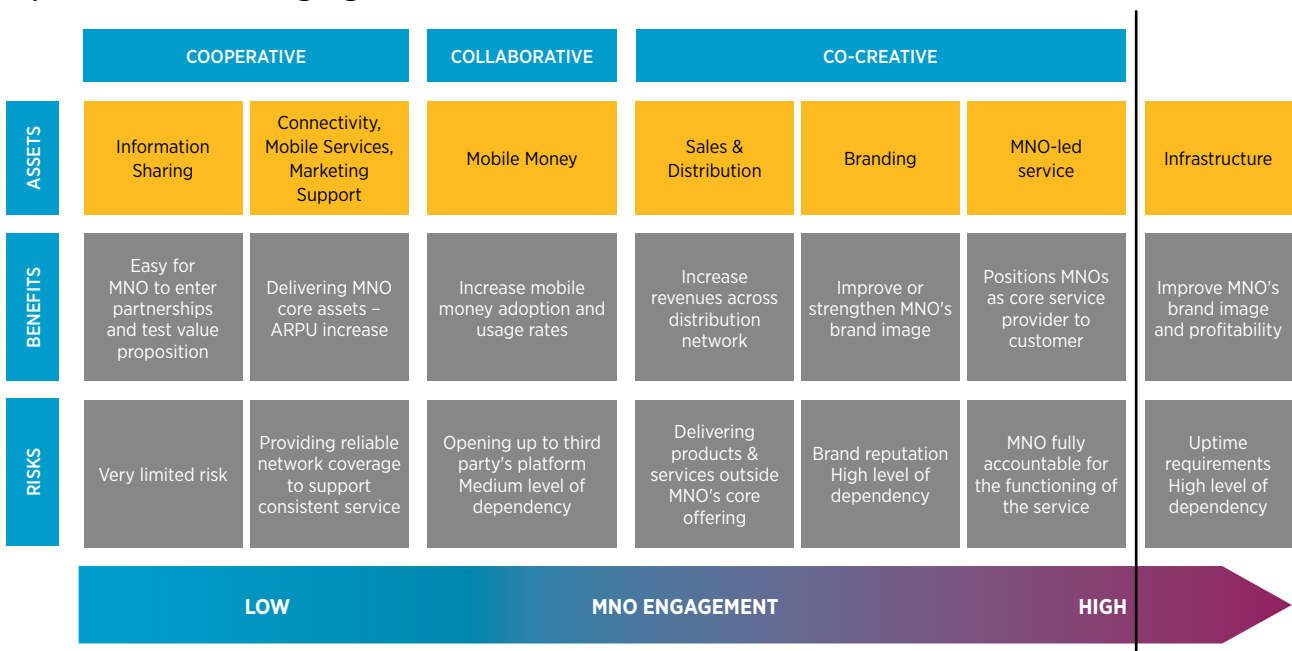 COOPERATIVE
COLLABORATIVE
CO-CREATIVE
ASSETS
Information
Sharing
Connectivity,
Mobile Services,
Marketing
Support
Mobile Money
Sales &
Distribution
Branding
MNO-led
service
Infrastructure
BENEFITS
Easy for
MNO to enter
partnerships
and test value
proposition
Delivering MNO
core assets –
ARPU increase
Increase mobile
money adoption and
usage rates
Increase
revenues across
distribution
network
Improve or
strengthen MNO's
brand image
Positions MNOs
as core service
provider to
customer
Improve MNO's
brand image
and profitability
RISKS
Very limited risk
Providing reliable
network coverage
to support
consistent service
Opening up to third
party's platform
Medium level of
dependency
Delivering
products &
services outside
MNO's core
offering
Brand reputation
High level of
dependency
MNO fully
accountable for
the functioning of
the service
Uptime
requirements
High level of
dependency
LOW
MNO ENGAGEMENT
HIGH